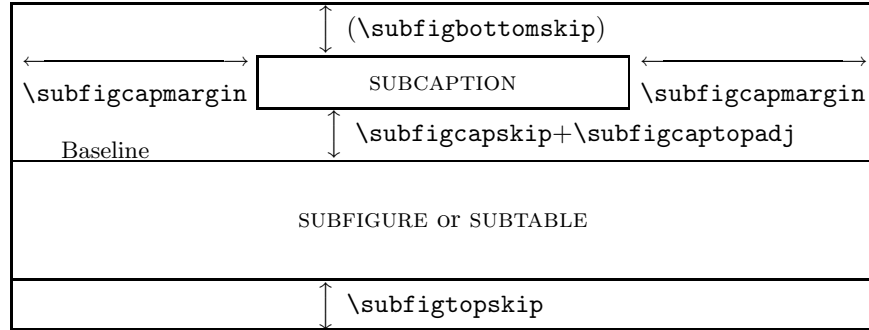 (\subfigbottomskip)
SUBCAPTION
\subfigcapmargin \subfigcapmargin
\subfigcapskip+\subfigcaptopadj
Baseline
SUBFIGURE or SUBTABLE
\subfigtopskip